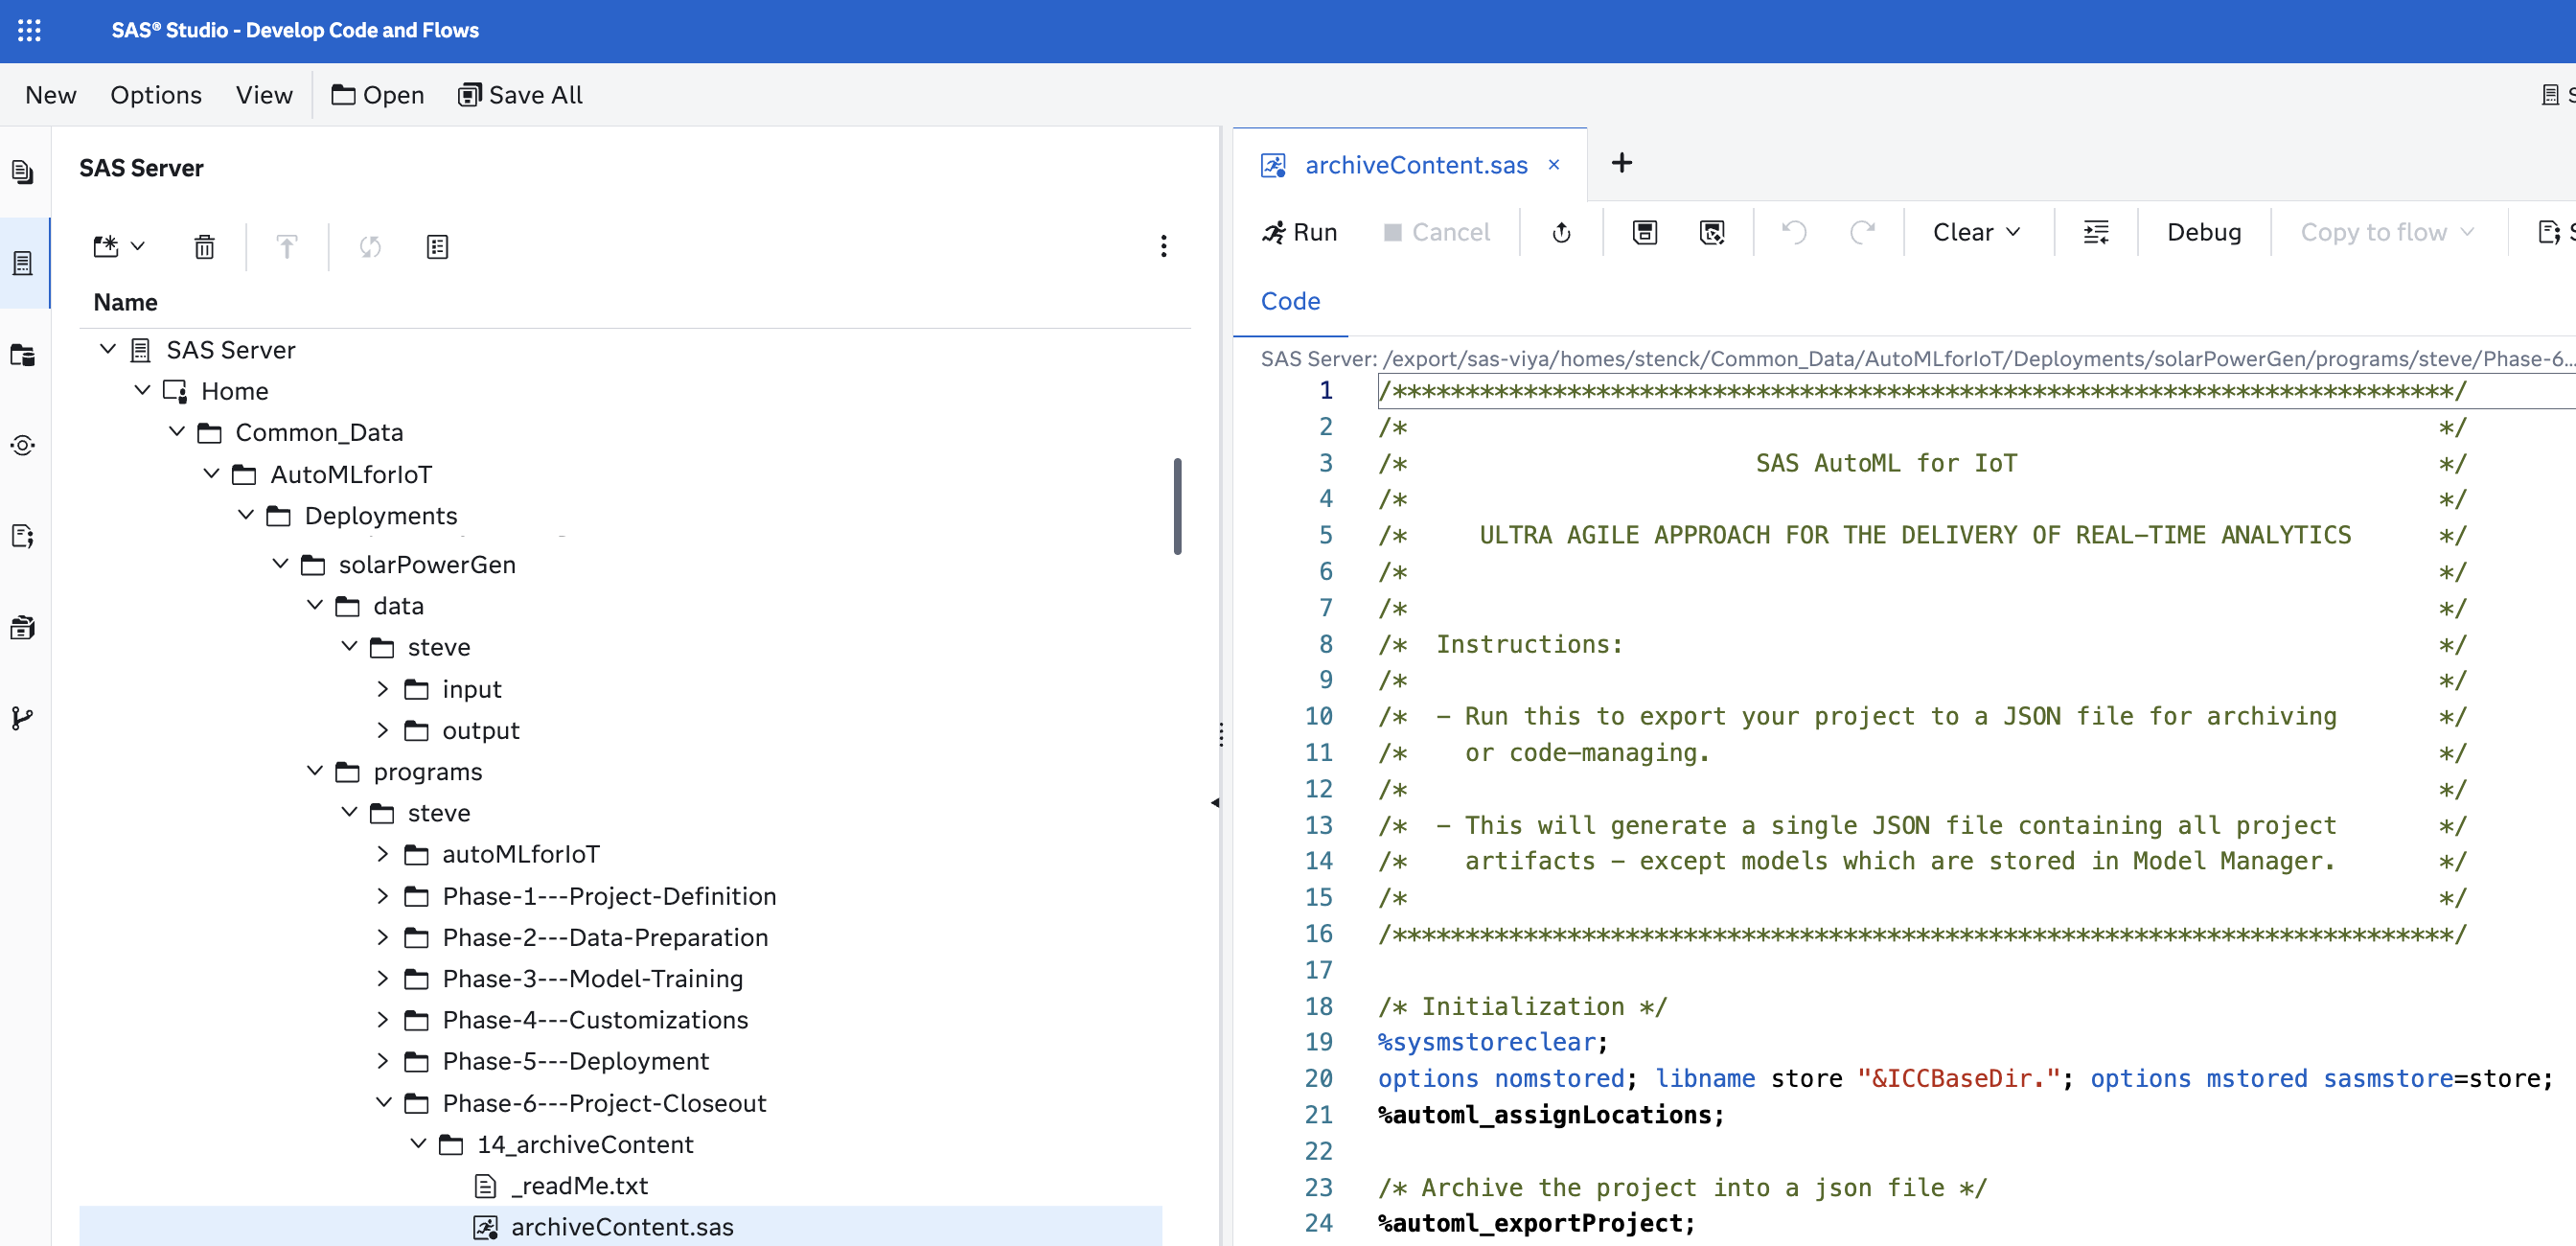 SAS® Studio - Develop Code and Flows
New Options View Open Save All
SAS Server
Name
SAS Server
Home
Common_Data
AutoMLforIoT
Deployments
solarPowerGen
data
steve
input
output
programs
steve
autoMLforIoT
Phase-1---Project-Definition
Phase-2---Data-Preparation
Phase-3---Model-Training
Phase-4---Customizations
Phase-5---Deployment
Phase-6---Project-Closeout
14_archiveContent
_readMe.txt
archiveContent.sas
archiveContent.sas × +
Run Cancel Clear Debug Copy to flow
Code
SAS Server: /export/sas-viya/homes/stenck/Common_Data/AutoMLforIoT/Deployments/solarPowerGen/programs/steve/Phase-6...
1 /*************************************************************************/
2 /* */
3 /* SAS AutoML for IoT */
4 /* */
5 /* ULTRA AGILE APPROACH FOR THE DELIVERY OF REAL-TIME ANALYTICS */
6 /* */
7 /* */
8 /* Instructions: */
9 /* */
10 /* - Run this to export your project to a JSON file for archiving */
11 /* or code-managing. */
12 /* */
13 /* - This will generate a single JSON file containing all project */
14 /* artifacts - except models which are stored in Model Manager. */
15 /* */
16 /*************************************************************************/
17
18 /* Initialization */
19 %sysmstoreclear;
20 options nomstored; libname store "&ICCBaseDir."; options mstored sasmstore=store;
21 %automl_assignLocations;
22
23 /* Archive the project into a json file */
24 %automl_exportProject;